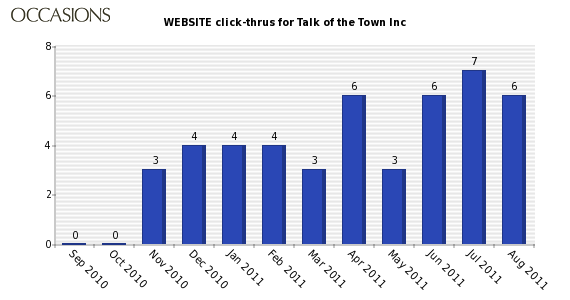 OCCASIONS
WEBSITE click-thrus for Talk of the Town Inc
8
6
4
2
0
0
0
3
4
4
4
3
6
3
6
7
6
Sep 2010
Oct 2010
Nov 2010
Dec 2010
Jan 2011
Feb 2011
Mar 2011
Apr 2011
May 2011
Jun 2011
Jul 2011
Aug 2011